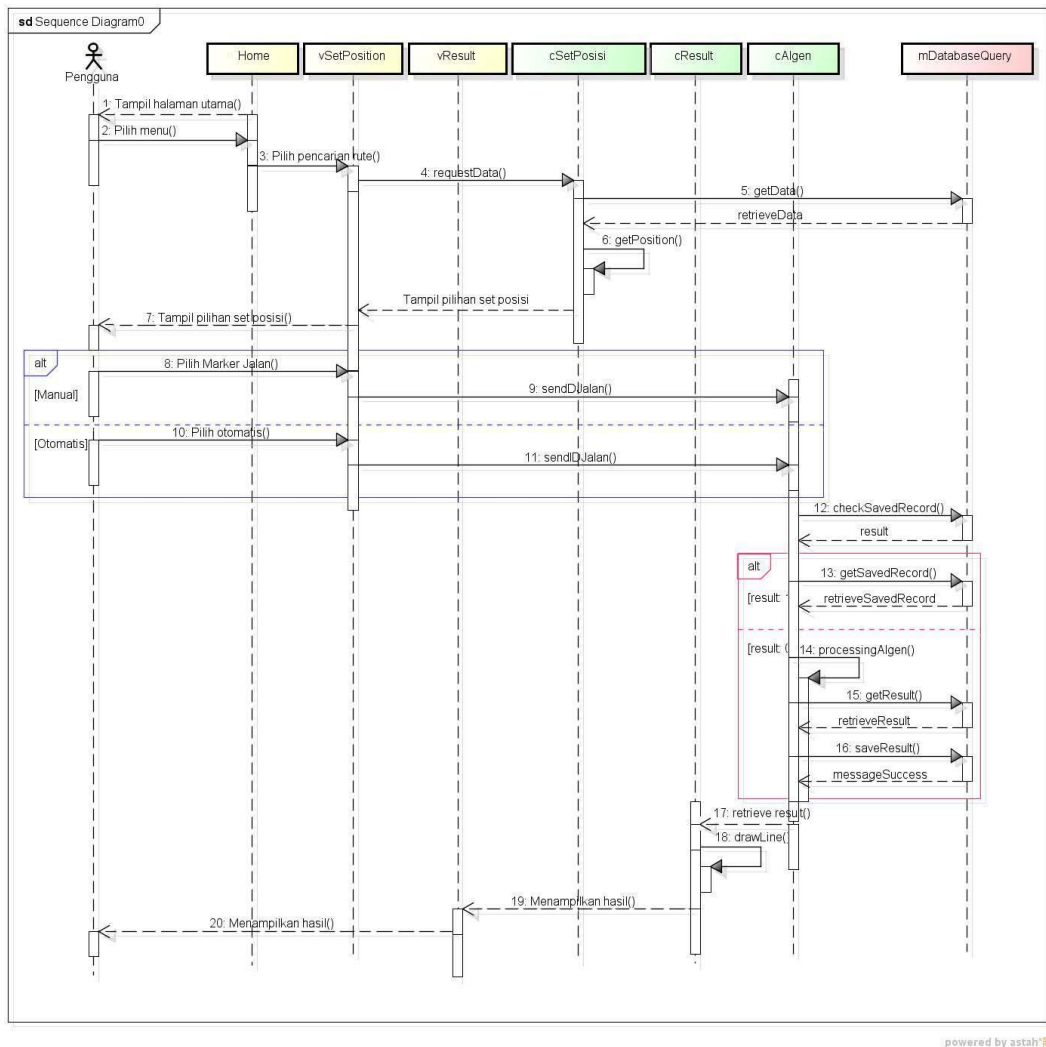 sd Sequence Diagram0
Pengguna
Home
vSetPosition
vResult
cSetPosisi
cResult
cAlgen
mDatabaseQuery
1: Tampil halaman utama()
2: Pilih menu()
3: Pilih pencarian rute()
4: requestData()
5: getData()
retrieveData
6: getPosition()
Tampil pilihan set posisi
7: Tampil pilihan set posisi()
alt
8: Pilih Marker Jalan()
[Manual]
9: sendDJalan()
10: Pilih otomatis()
[Otomatis]
11: sendIDJalan()
12: checkSavedRecord()
result
alt
13: getSavedRecord()
[result:
retrieveSavedRecord
[result:
14: processingAlgen()
15: getResult()
retrieveResult
16: saveResult()
messageSuccess
17: retrieve result()
18: drawLine()
19: Menampilkan hasil()
20: Menampilkan hasil()
powered by astah*